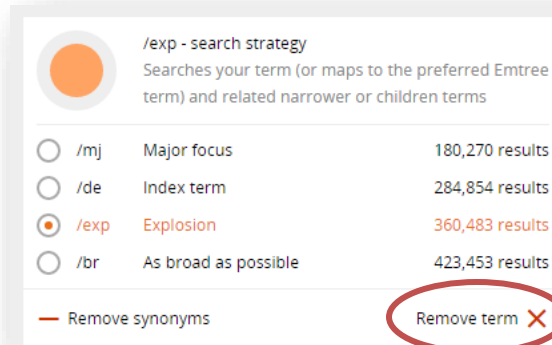 /exp - search strategy
Searches your term (or maps to the preferred Emtree
term) and related narrower or children terms
/mj Major focus 180,270 results
/de Index term 284,854 results
/exp Explosion 360,483 results
/br As broad as possible 423,453 results
Remove synonyms Remove term